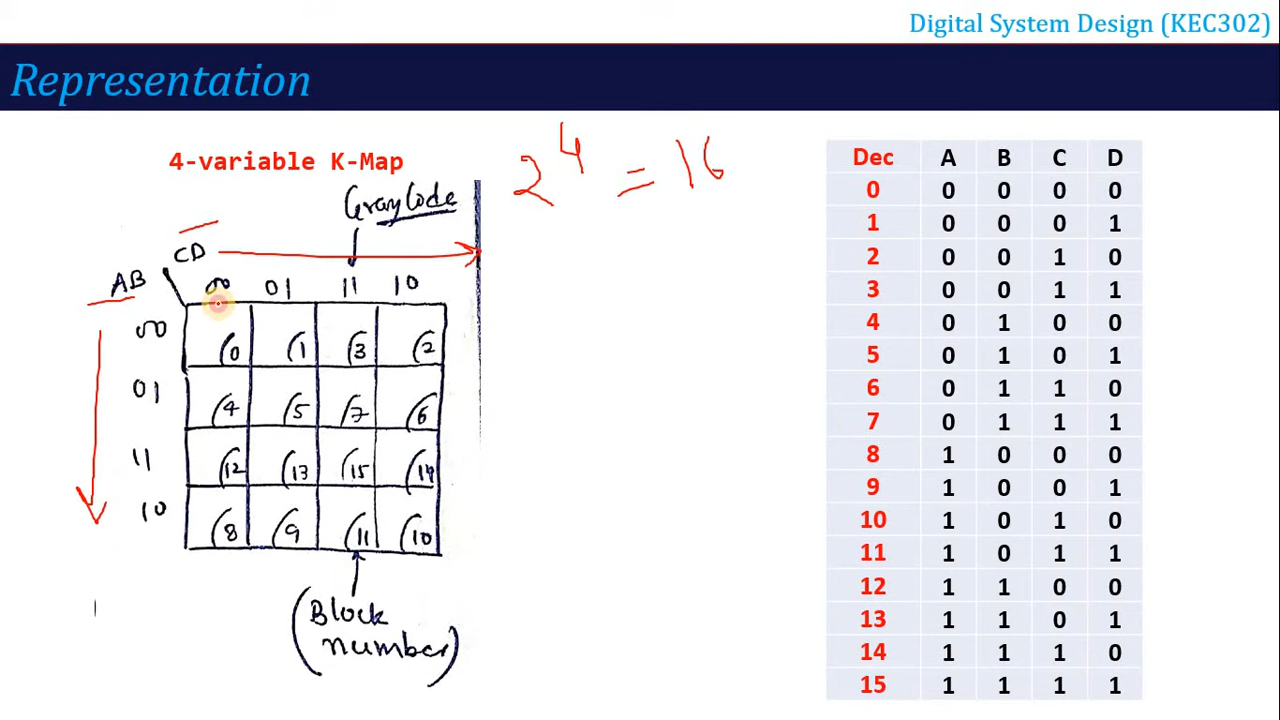 Digital System Design (KEC302)
Representation
4-variable K-Map
2^4 = 16
Gray Code
CD
AB
00 01 11 10
00 0 1 3 2
01 4 5 7 6
11 12 13 15 14
10 8 9 11 10
(Block
number)
Dec A B C D
0 0 0 0 0
1 0 0 0 1
2 0 0 1 0
3 0 0 1 1
4 0 1 0 0
5 0 1 0 1
6 0 1 1 0
7 0 1 1 1
8 1 0 0 0
9 1 0 0 1
10 1 0 1 0
11 1 0 1 1
12 1 1 0 0
13 1 1 0 1
14 1 1 1 0
15 1 1 1 1